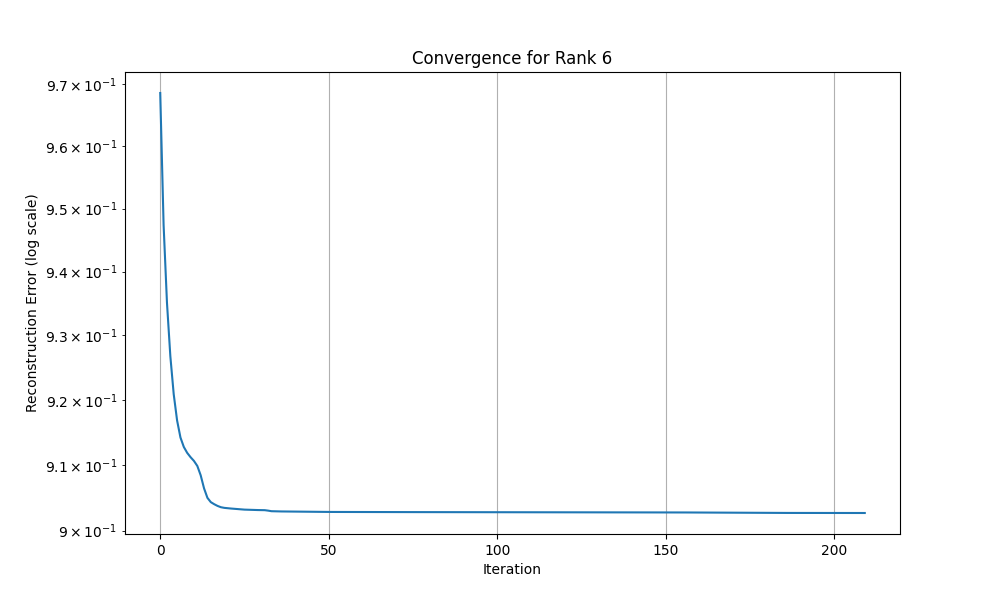 Convergence for Rank 6
Reconstruction Error (log scale)
9.7 × 10⁻¹
9.6 × 10⁻¹
9.5 × 10⁻¹
9.4 × 10⁻¹
9.3 × 10⁻¹
9.2 × 10⁻¹
9.1 × 10⁻¹
9 × 10⁻¹
0 50 100 150 200
Iteration